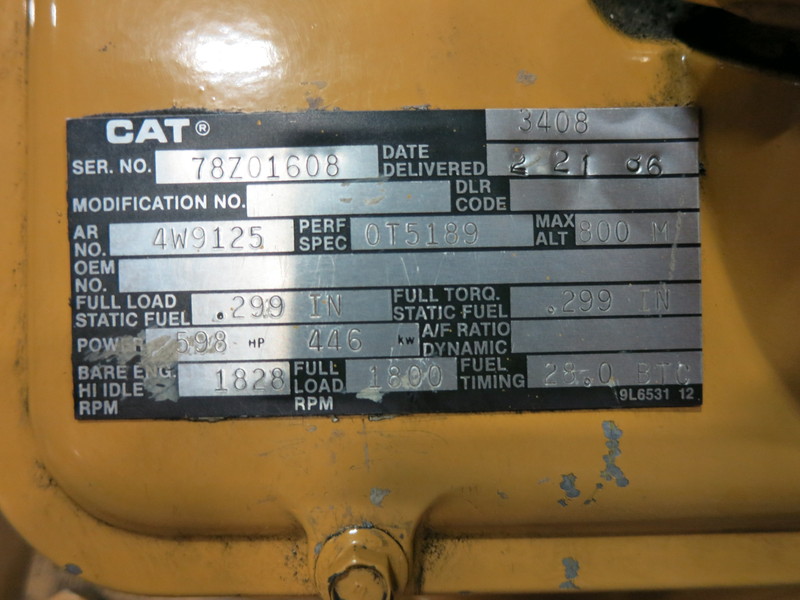 CAT® 3408
SER. NO. 78Z01608 DATE DELIVERED 2 21 86
MODIFICATION NO. DLR CODE
AR NO. 4W9125 PERF SPEC 0T5189 MAX ALT 800 M
OEM NO.
FULL LOAD STATIC FUEL .299 IN FULL TORQ. STATIC FUEL .299 IN
POWER 598 HP 446 kw A/F RATIO DYNAMIC
BARE ENG. HI IDLE RPM 1828 FULL LOAD RPM 1800 FUEL TIMING 28.0 BTC
9L6531 12